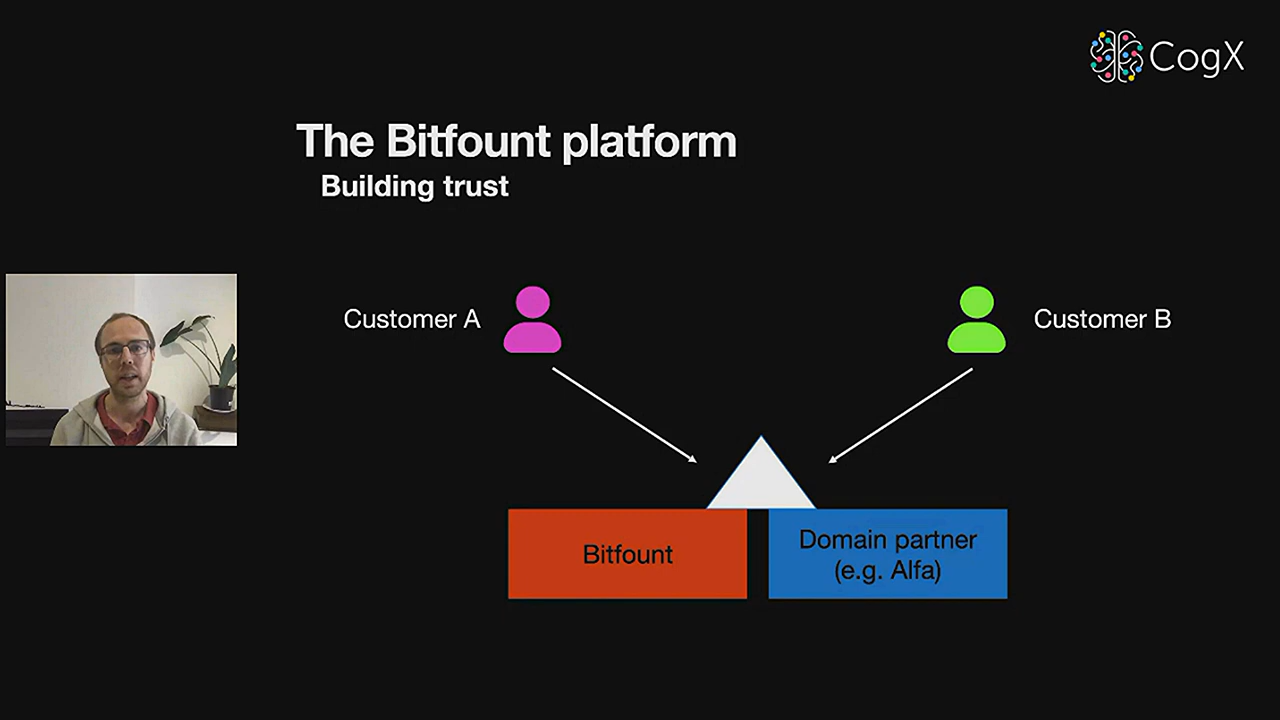 CogX
The Bitfount platform
Building trust
Customer A
Customer B
Bitfount
Domain partner
(e.g. Alfa)